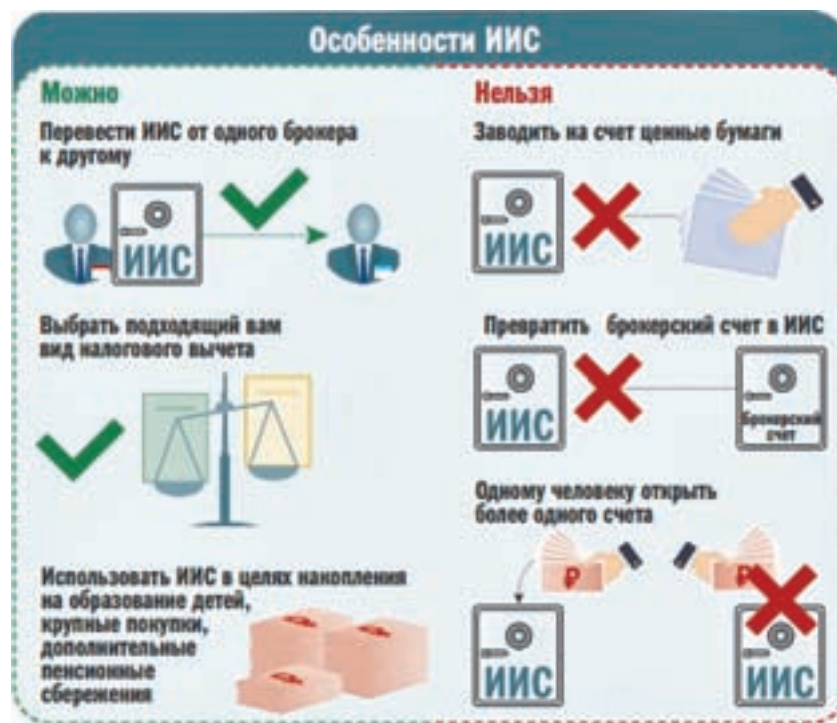 Особенности ИИС
Можно
Перевести ИИС от одного брокера
к другому
ИИС
Выбрать подходящий вам
вид налогового вычета
Использовать ИИС в целях накопления
на образование детей,
крупные покупки,
дополнительные
пенсионные
сбережения
Нельзя
Заводить на счет ценные бумаги
ИИС
Превратить брокерский счет в ИИС
ИИС
Брокерский
счет
Одному человеку открыть
более одного счета
₽
₽
ИИС
ИИС